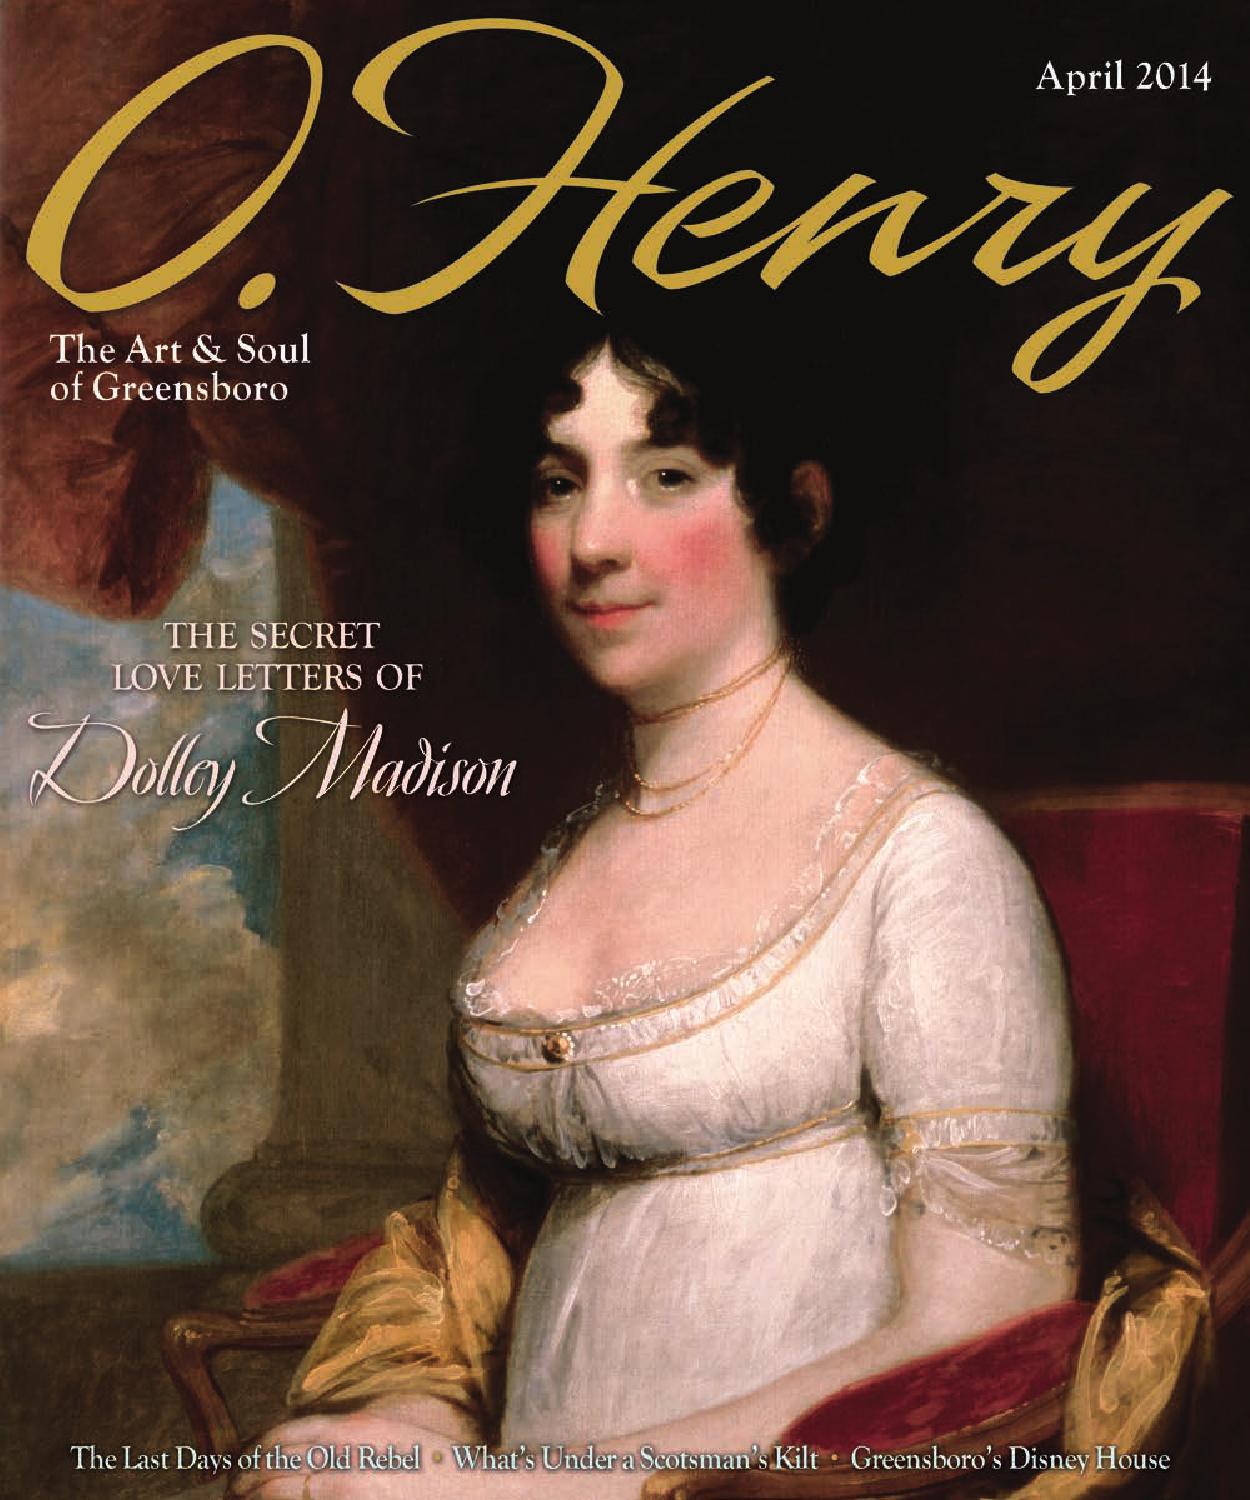 O. Henry
April 2014
The Art & Soul
of Greensboro
THE SECRET
LOVE LETTERS OF
Dolley Madison
The Last Days of the Old Rebel • What's Under a Scotsman's Kilt • Greensboro's Disney House